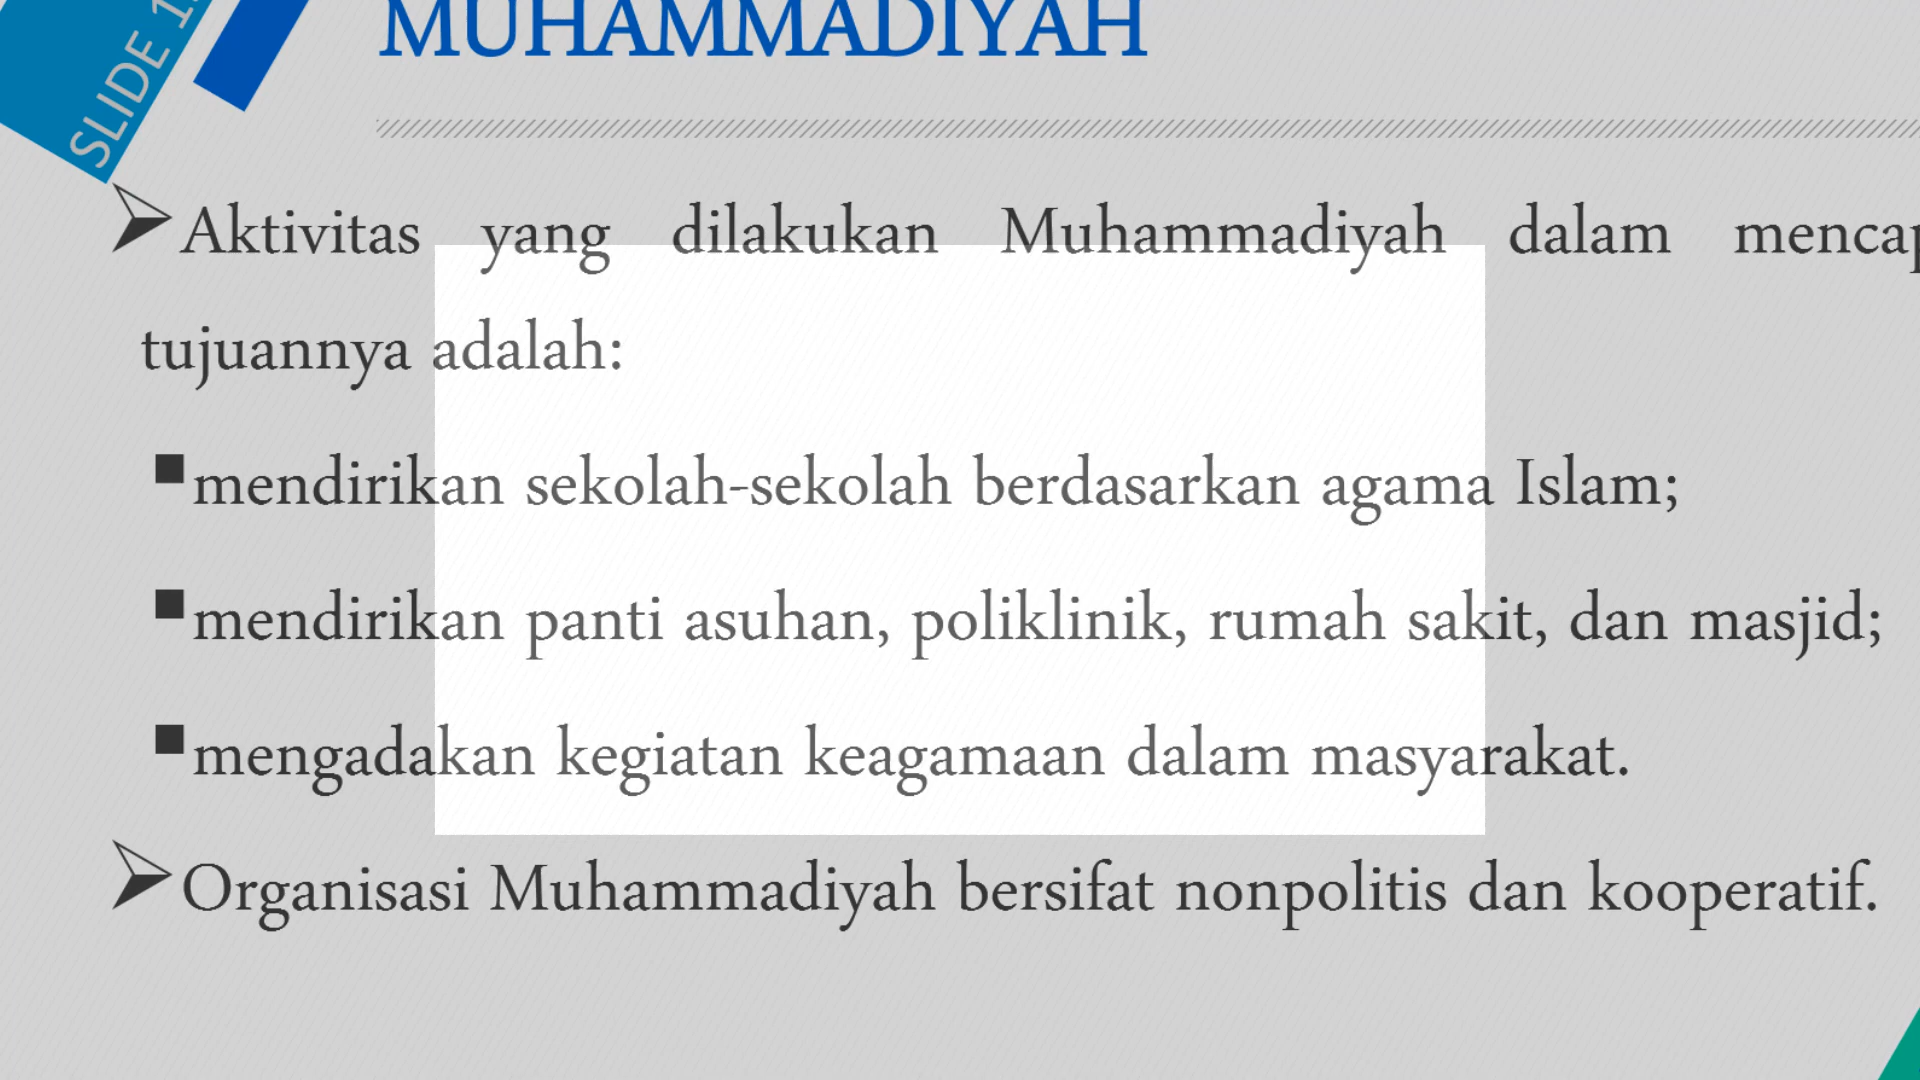 SLIDE
MUHAMMADIYAH
Aktivitas yang dilakukan Muhammadiyah dalam
tujuannya adalah:
mendirikan sekolah-sekolah berdasarkan agama Islam;
mendirikan panti asuhan, poliklinik, rumah sakit, dan masjid;
mengadakan kegiatan keagamaan dalam masyarakat.
Organisasi Muhammadiyah bersifat nonpolitis dan kooperatif.